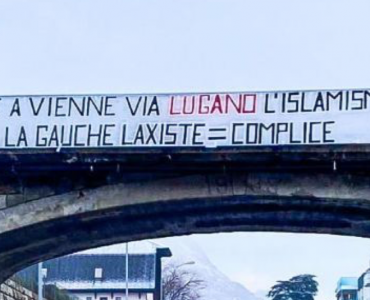 A VIENNE VIA LUGANO L'ISLAMISM
LA GAUCHE LAXISTE = COMPLICE